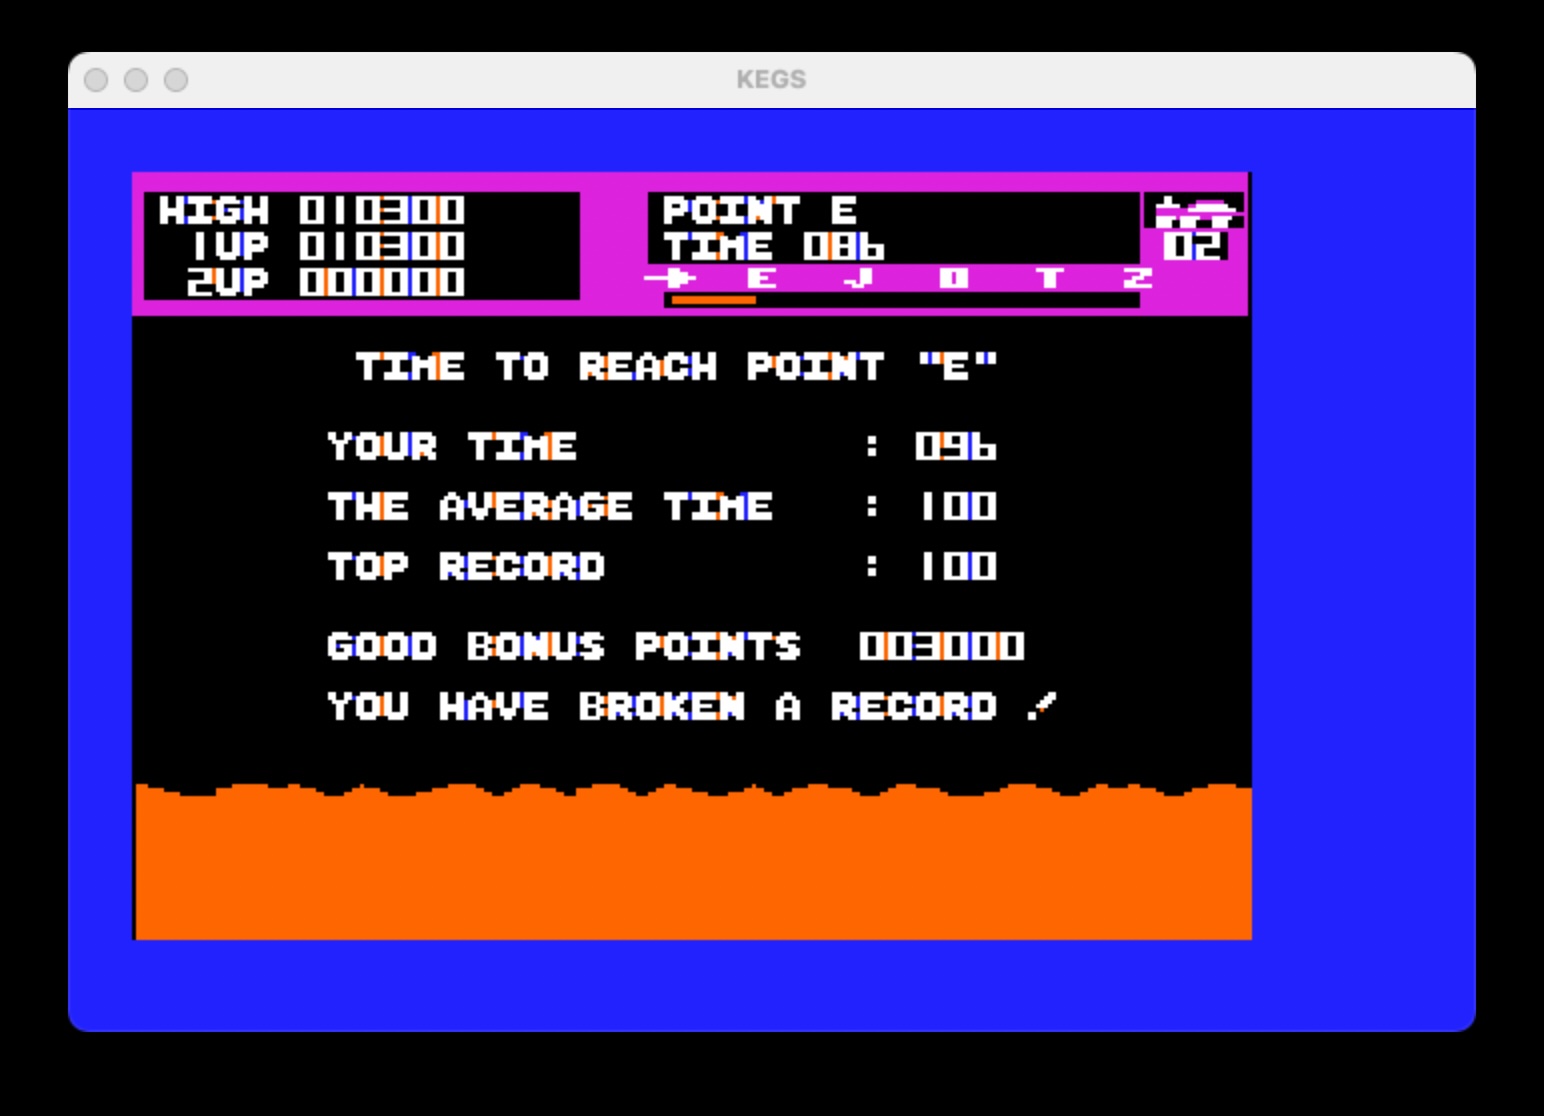 KEGS
HIGH 010300
1UP 010300
2UP 000000
POINT E
TIME 086
02
E J O T Z
TIME TO REACH POINT "E"
YOUR TIME : 096
THE AVERAGE TIME : 100
TOP RECORD : 100
GOOD BONUS POINTS 003000
YOU HAVE BROKEN A RECORD !